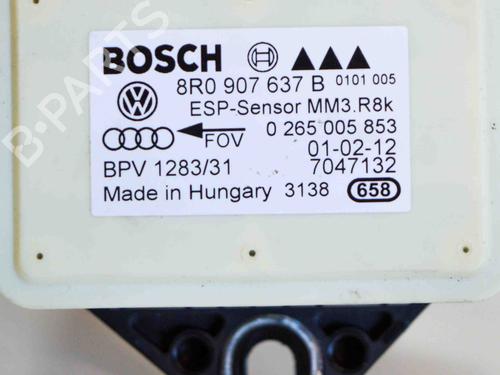 BOSCH
8R0 907 637 B 0101 005
ESP-Sensor MM3.R8k
FOV 0 265 005 853
01-02-12
BPV 1283/31 7047132
Made in Hungary 3138 658
B-PARTS